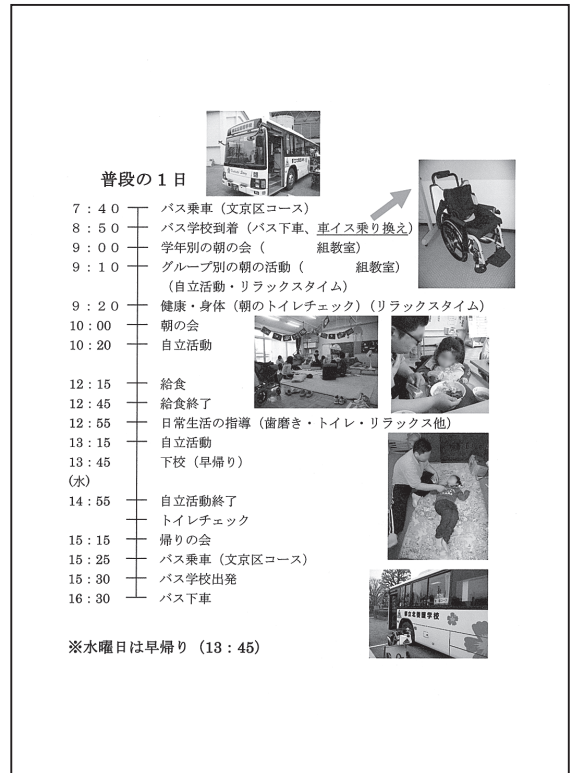 普段の１日
7：40 バス乗車（文京区コース）
8：50 バス学校到着（バス下車、車イス乗り換え）
9：00 学年別の朝の会（　　　組教室）
9：10 グループ別の朝の活動（　　　組教室）
（自立活動・リラックスタイム）
9：20 健康・身体（朝のトイレチェック）（リラックスタイム）
10：00 朝の会
10：20 自立活動
12：15 給食
12：45 給食終了
12：55 日常生活の指導（歯磨き・トイレ・リラックス他）
13：15 自立活動
13：45 下校（早帰り）
(水)
14：55 自立活動終了
トイレチェック
15：15 帰りの会
15：25 バス乗車（文京区コース）
15：30 バス学校出発
16：30 バス下車
※水曜日は早帰り（13：45）